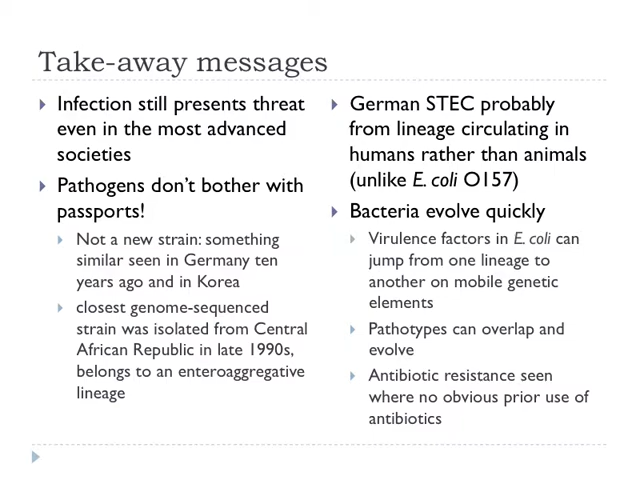 Take-away messages
Infection still presents threat
even in the most advanced
societies
Pathogens don't bother with
passports!
Not a new strain: something
similar seen in Germany ten
years ago and in Korea
closest genome-sequenced
strain was isolated from Central
African Republic in late 1990s,
belongs to an enteroaggregative
lineage
German STEC probably
from lineage circulating in
humans rather than animals
(unlike E. coli O157)
Bacteria evolve quickly
Virulence factors in E. coli can
jump from one lineage to
another on mobile genetic
elements
Pathotypes can overlap and
evolve
Antibiotic resistance seen
where no obvious prior use of
antibiotics